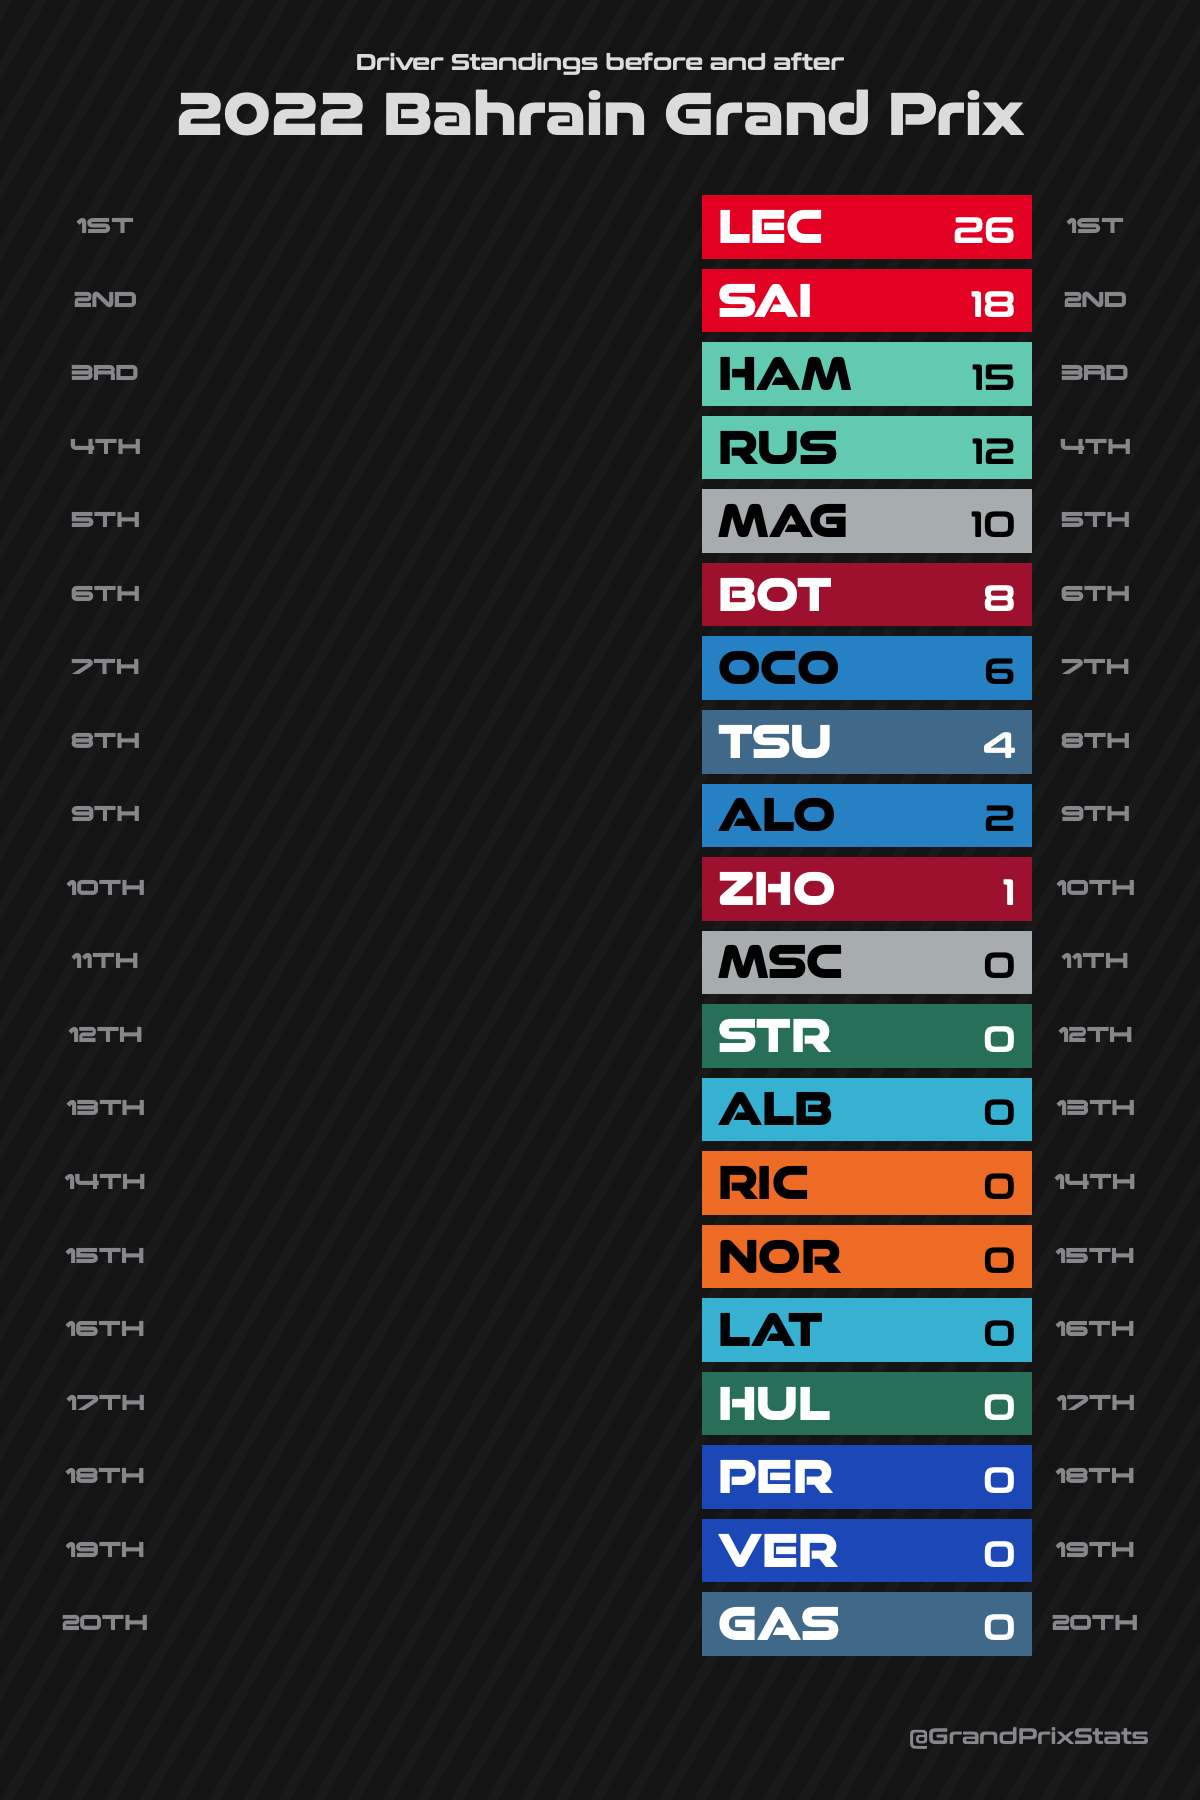 Driver Standings before and after
2022 Bahrain Grand Prix
1ST LEC 26 1ST
2ND SAI 18 2ND
3RD HAM 15 3RD
4TH RUS 12 4TH
5TH MAG 10 5TH
6TH BOT 8 6TH
7TH OCO 6 7TH
8TH TSU 4 8TH
9TH ALO 2 9TH
10TH ZHO 1 10TH
11TH MSC 0 11TH
12TH STR 0 12TH
13TH ALB 0 13TH
14TH RIC 0 14TH
15TH NOR 0 15TH
16TH LAT 0 16TH
17TH HUL 0 17TH
18TH PER 0 18TH
19TH VER 0 19TH
20TH GAS 0 20TH
@GrandPrixStats